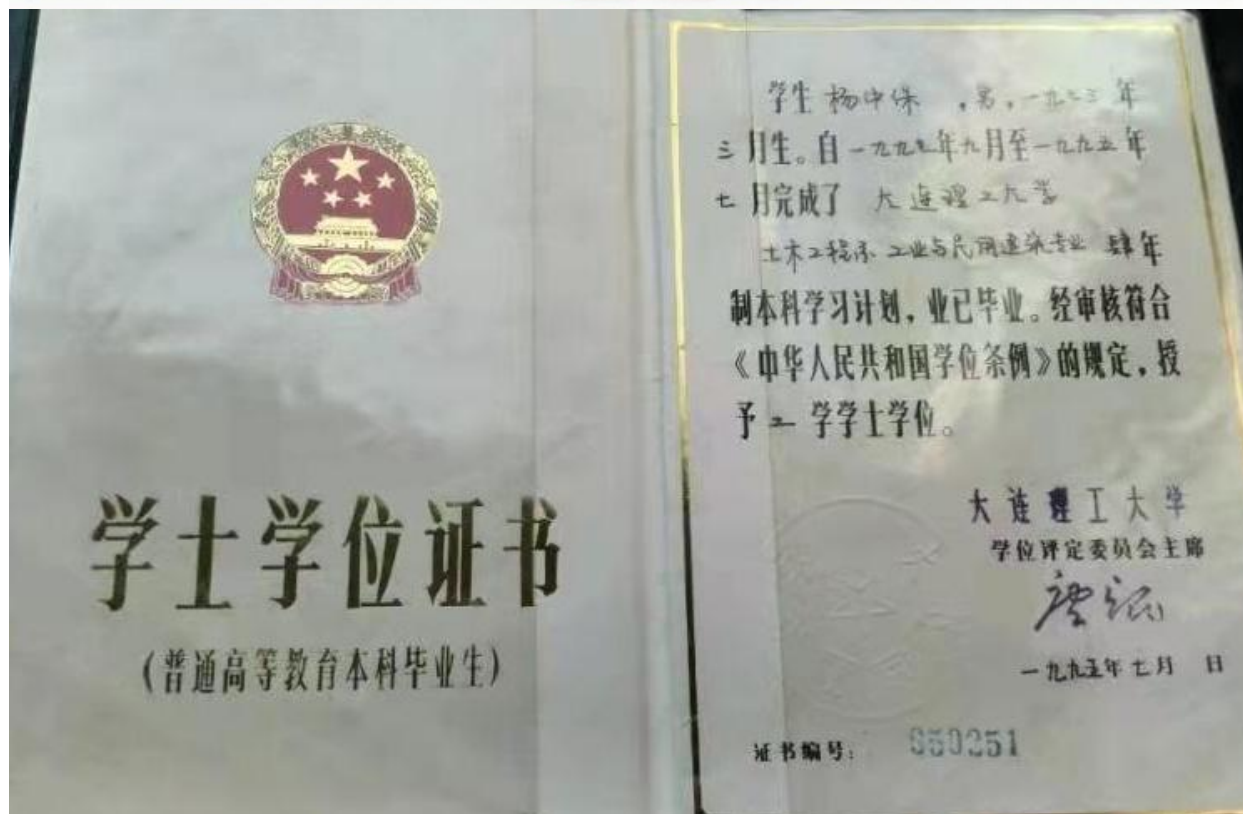 学士学位证书
(普通高等教育本科毕业生)
学生 杨中保 ,男,一九七三年
三月生。自一九九一年九月至一九九五年
七月完成了 大连理工大学
土木工程系 工业与民用建筑专业 肆年
制本科学习计划,业已毕业。经审核符合
《中华人民共和国学位条例》的规定,授
予 工 学学士学位。
大连理工大学
学位评定委员会主席
一九九五年七月 日
证书编号: 950251